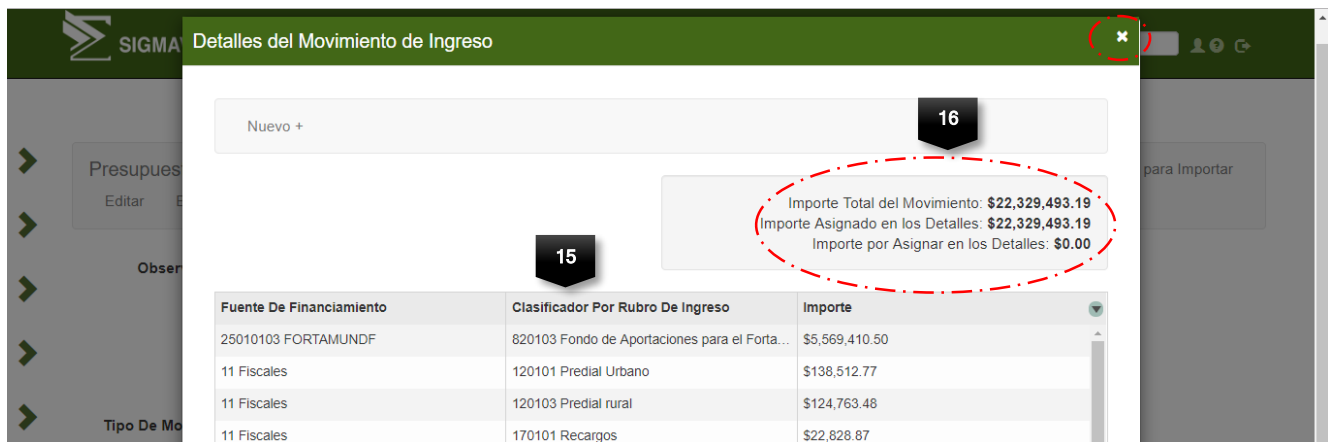 SIGMA
Detalles del Movimiento de Ingreso
Nuevo +
16
Presupues
para Importar
Editar
Importe Total del Movimiento: $22,329,493.19
Importe Asignado en los Detalles: $22,329,493.19
Importe por Asignar en los Detalles: $0.00
15
Obser
Fuente De Financiamiento Clasificador Por Rubro De Ingreso Importe
25010103 FORTAMUNDF 820103 Fondo de Aportaciones para el Forta... $5,569,410.50
11 Fiscales 120101 Predial Urbano $138,512.77
11 Fiscales 120103 Predial rural $124,763.48
Tipo De Mo
11 Fiscales 170101 Recargos $22,828.87